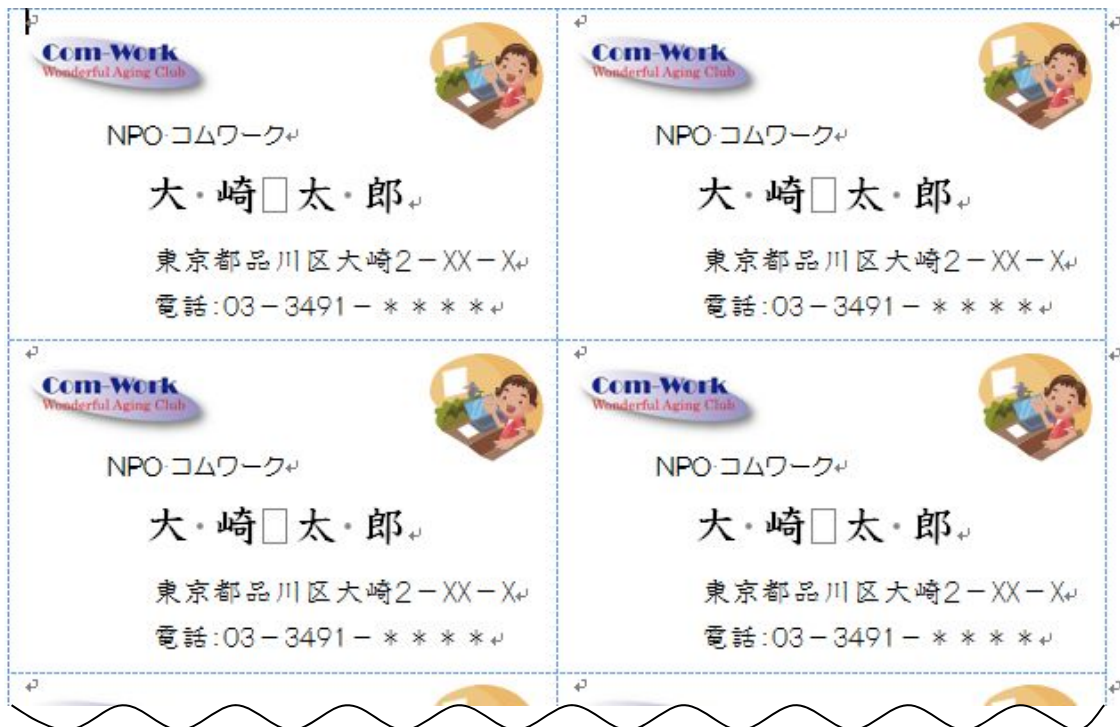 Com-Work
Wonderful Aging Club
NPO コムワーク
大 崎□太 郎
東京都品川区大崎2-XX-X
電話:03-3491-****
Com-Work
Wonderful Aging Club
NPO コムワーク
大 崎□太 郎
東京都品川区大崎2-XX-X
電話:03-3491-****
Com-Work
Wonderful Aging Club
NPO コムワーク
大 崎□太 郎
東京都品川区大崎2-XX-X
電話:03-3491-****
Com-Work
Wonderful Aging Club
NPO コムワーク
大 崎□太 郎
東京都品川区大崎2-XX-X
電話:03-3491-****